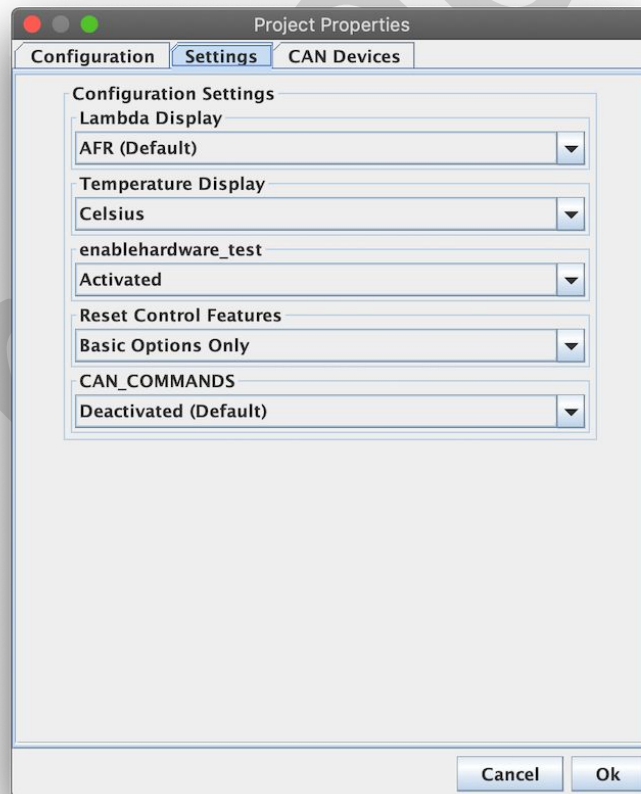 Project Properties
Configuration Settings CAN Devices
Configuration Settings
Lambda Display
AFR (Default)
Temperature Display
Celsius
enablehardware_test
Activated
Reset Control Features
Basic Options Only
CAN_COMMANDS
Deactivated (Default)
Cancel Ok